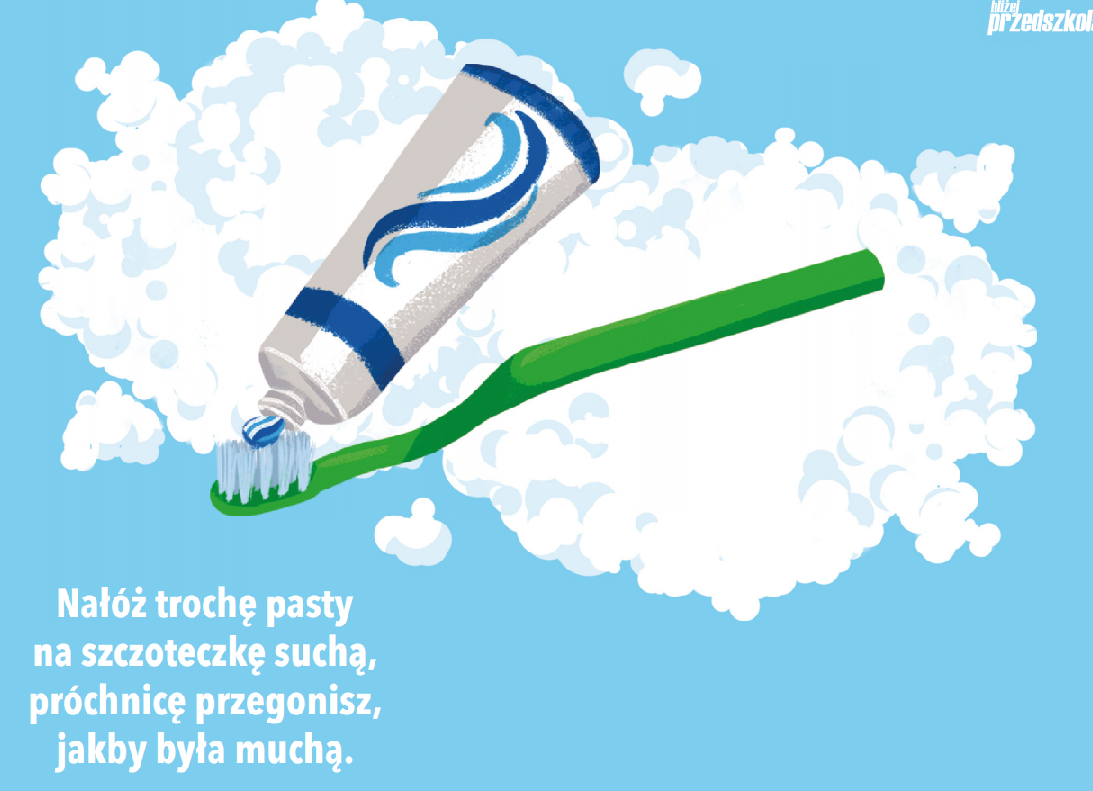 bliżej
przedszkola
Nałóż trochę pasty
na szczoteczkę suchą,
próchnicę przegonisz,
jakby była muchą.